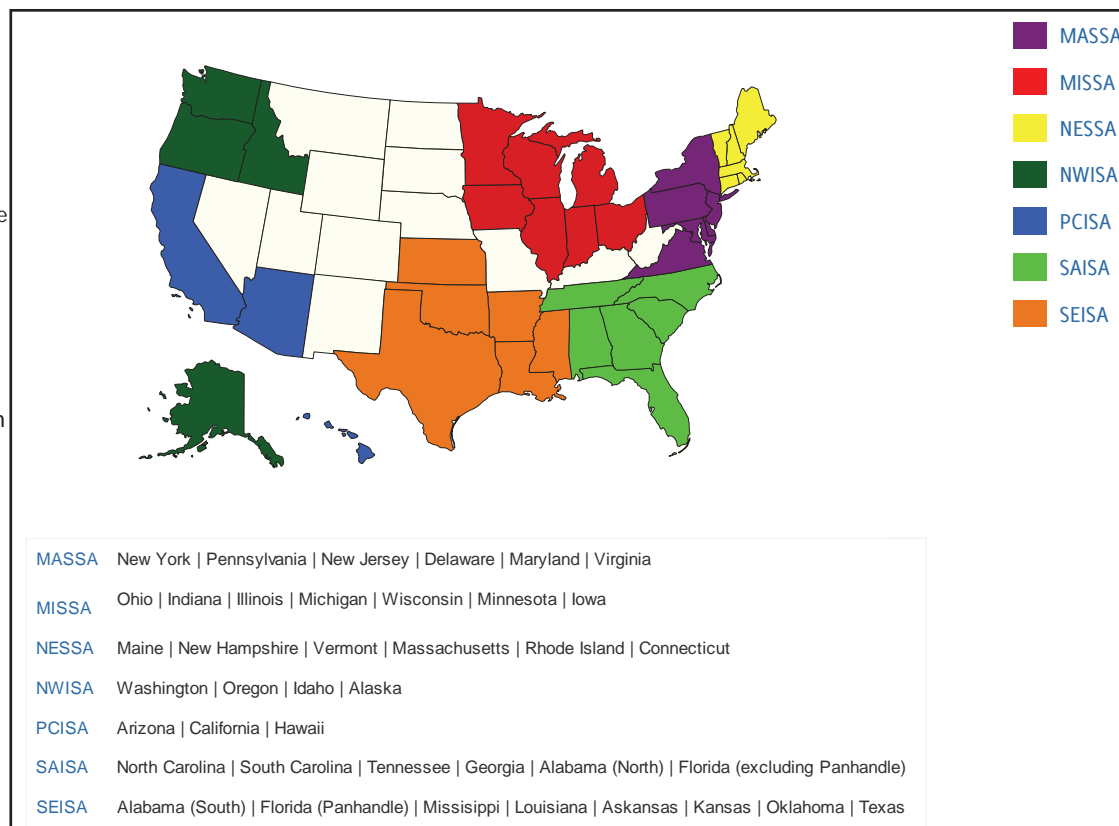 MASSA
MISSA
NESSA
NWISA
PCISA
SAISA
SEISA
e
n
MASSA New York | Pennsylvania | New Jersey | Delaware | Maryland | Virginia
MISSA Ohio | Indiana | Illinois | Michigan | Wisconsin | Minnesota | Iowa
NESSA Maine | New Hampshire | Vermont | Massachusetts | Rhode Island | Connecticut
NWISA Washington | Oregon | Idaho | Alaska
PCISA Arizona | California | Hawaii
SAISA North Carolina | South Carolina | Tennessee | Georgia | Alabama (North) | Florida (excluding Panhandle)
SEISA Alabama (South) | Florida (Panhandle) | Missisippi | Louisiana | Askansas | Kansas | Oklahoma | Texas